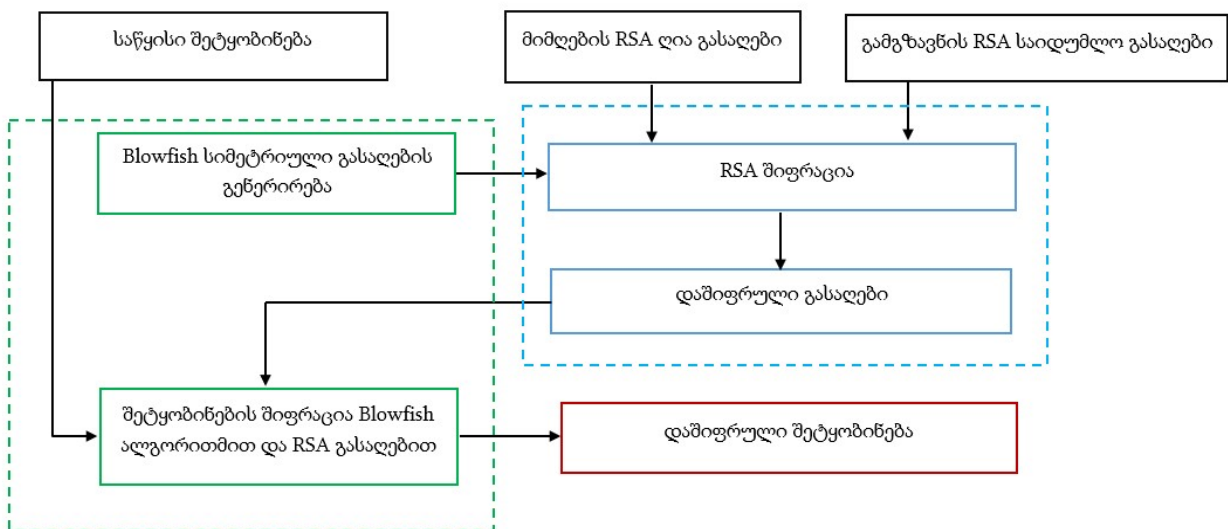 საწყისი შეტყობინება
მიმღების RSA ღია გასაღები
გამგზავნის RSA საიდუმლო გასაღები
Blowfish სიმეტრიული გასაღების
გენერირება
RSA შიფრაცია
დაშიფრული გასაღები
შეტყობინების შიფრაცია Blowfish
ალგორითმით და RSA გასაღებით
დაშიფრული შეტყობინება